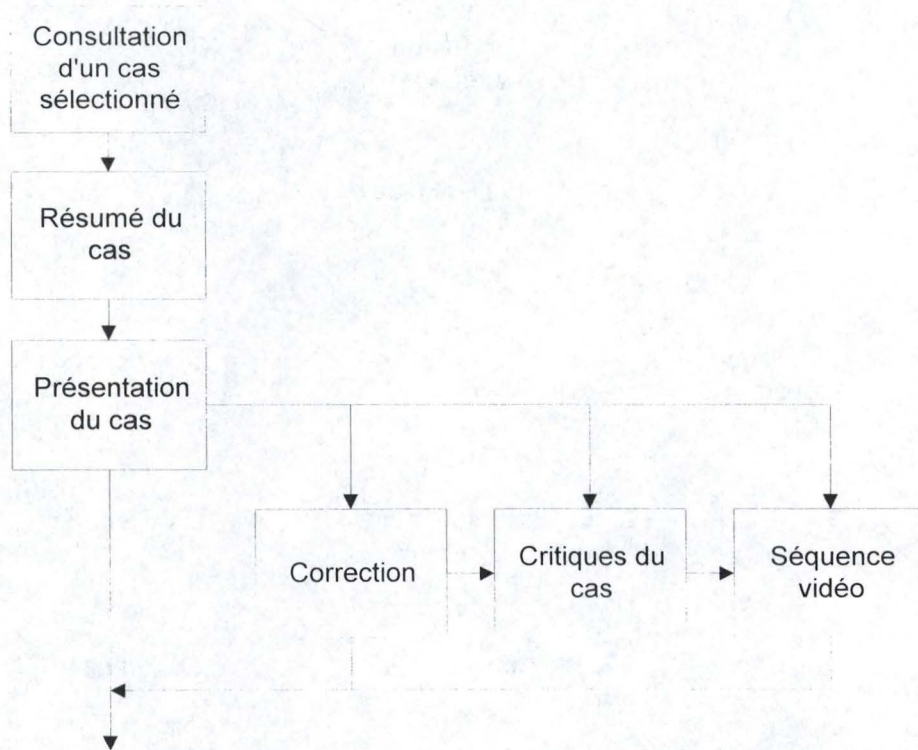 Consultation
d'un cas
sélectionné
Résumé du
cas
Présentation
du cas
Correction
Critiques du
cas
Séquence
vidéo